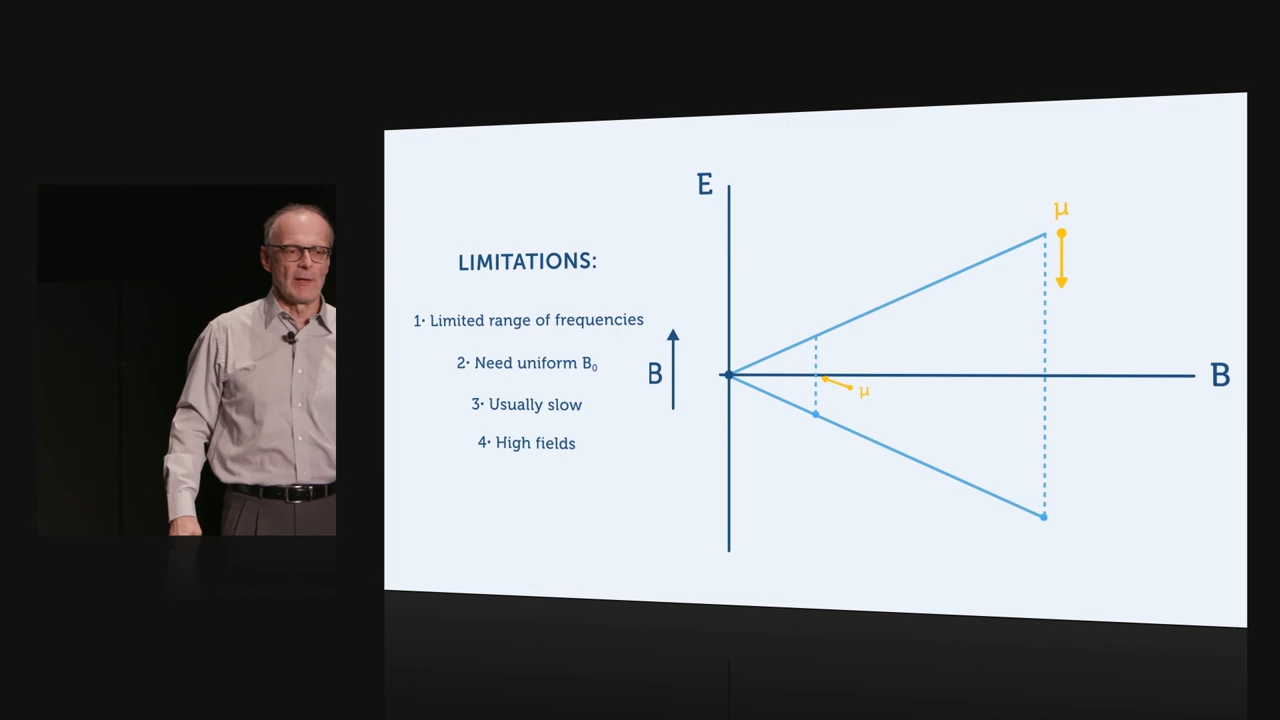 LIMITATIONS:
1· Limited range of frequencies
2· Need uniform B₀
3· Usually slow
4· High fields
B
E
μ
μ
B